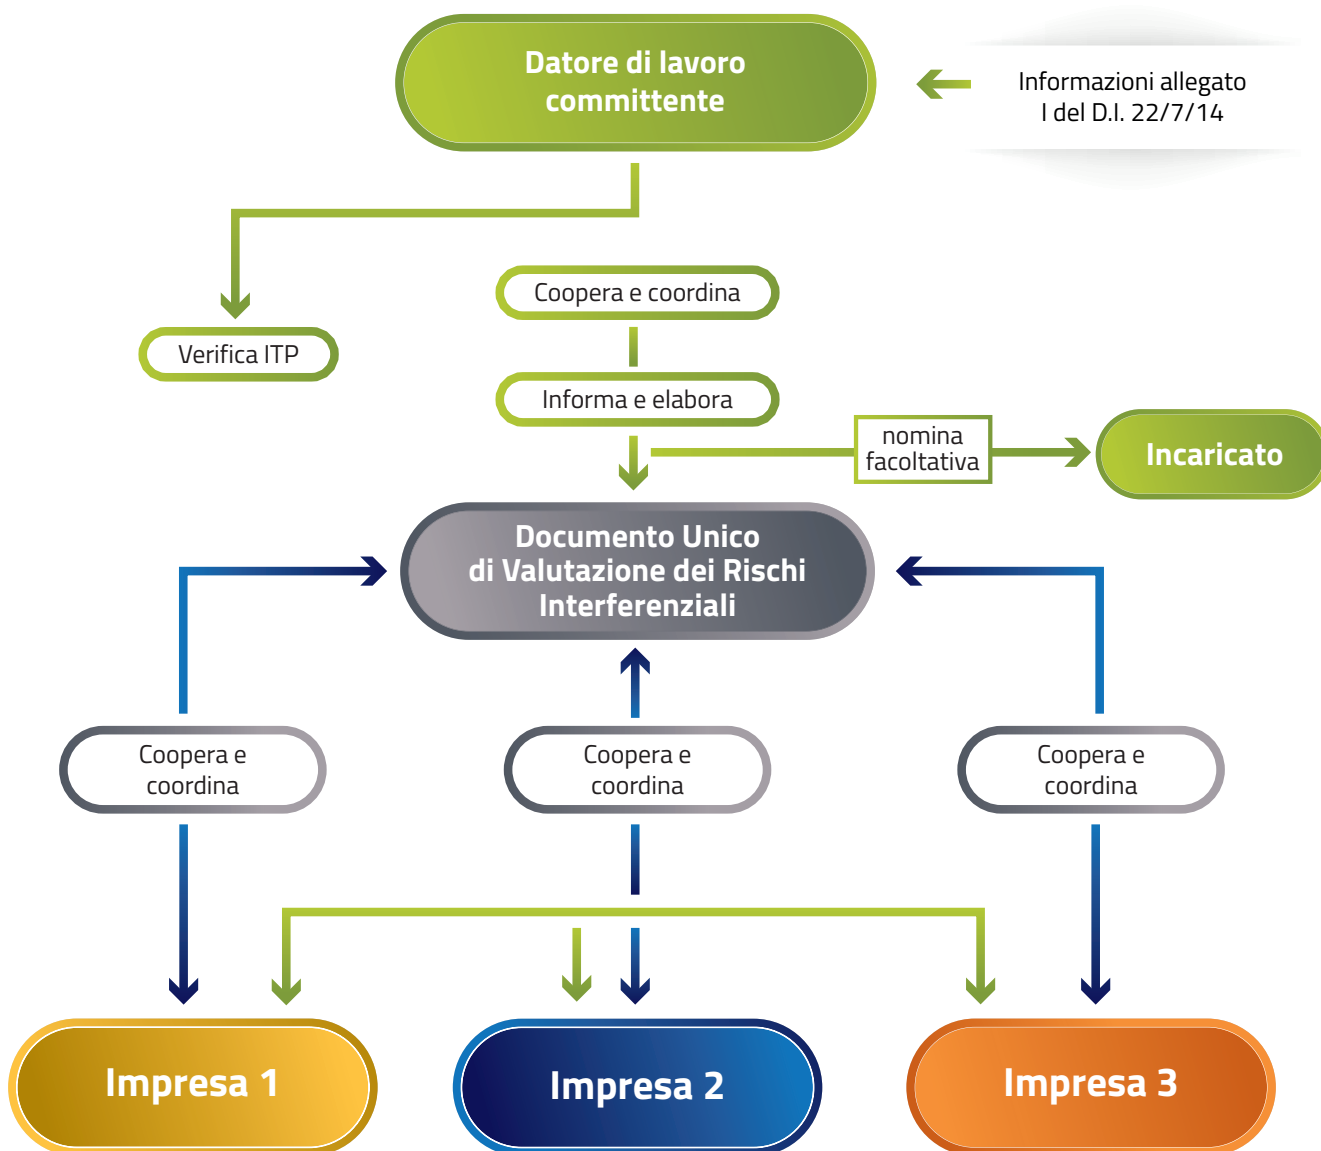 Datore di lavoro
committente
Informazioni allegato
I del D.I. 22/7/14
Coopera e coordina
Verifica ITP
Informa e elabora
nomina
facoltativa
Incaricato
Documento Unico
di Valutazione dei Rischi
Interferenziali
Coopera e
coordina
Coopera e
coordina
Coopera e
coordina
Impresa 1
Impresa 2
Impresa 3